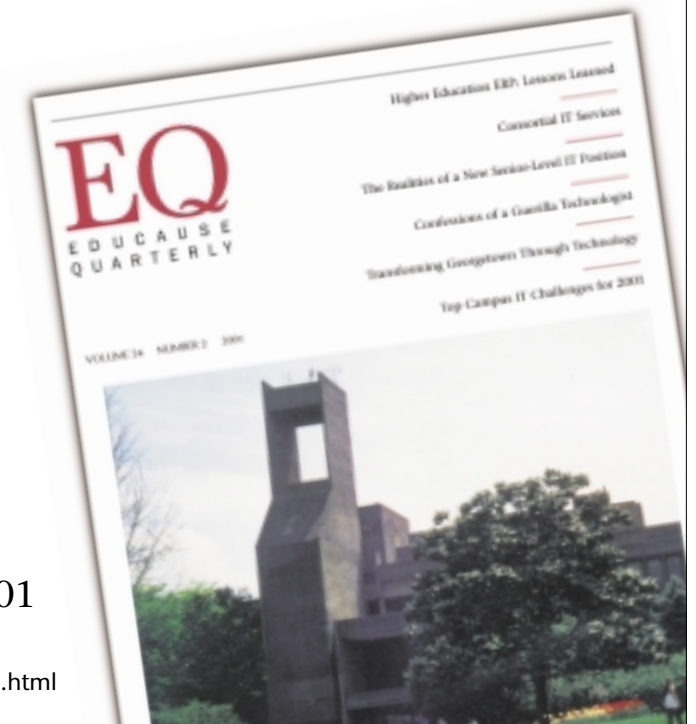 Higher Education ERP: Lessons Learned
Consortial IT Services
The Realities of a New Senior-Level IT Position
Confessions of a Guerilla Technologist
Transforming Georgetown Through Technology
Top Campus IT Challenges for 2001
EQ
EDUCAUSE
QUARTERLY
VOLUME 24 NUMBER 2 2001
01
.html